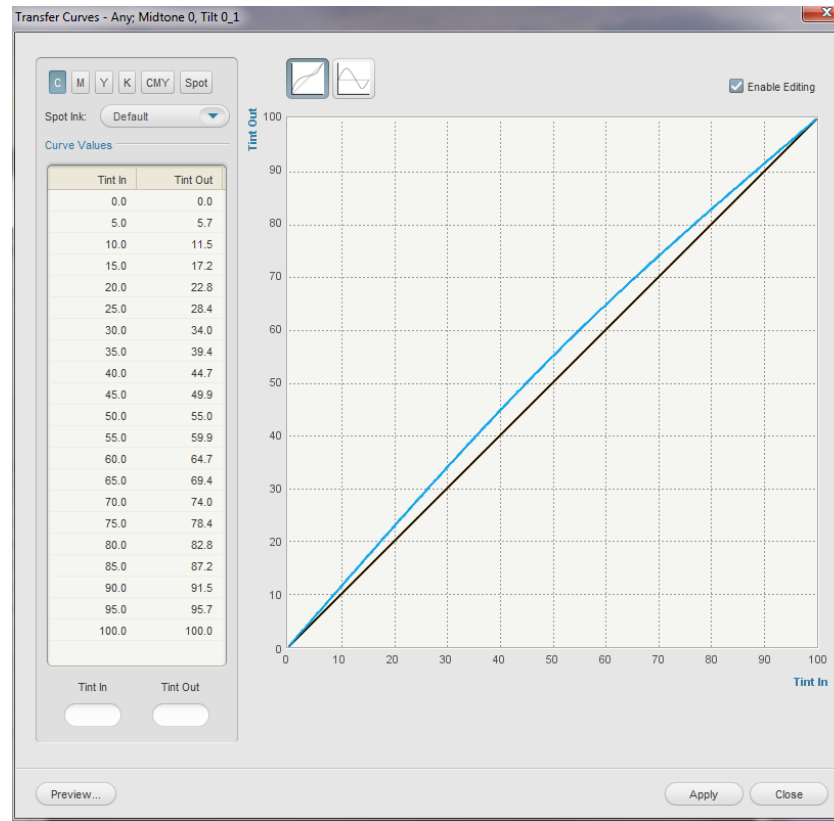 Transfer Curves - Any; Midtone 0, Tilt 0_1
x
C M Y K CMY Spot
Enable Editing
Spot Ink: Default
Curve Values
Tint In Tint Out
0.0 0.0
5.0 5.7
10.0 11.5
15.0 17.2
20.0 22.8
25.0 28.4
30.0 34.0
35.0 39.4
40.0 44.7
45.0 49.9
50.0 55.0
55.0 59.9
60.0 64.7
65.0 69.4
70.0 74.0
75.0 78.4
80.0 82.8
85.0 87.2
90.0 91.5
95.0 95.7
100.0 100.0
Tint In Tint Out
Tint Out
100
90
80
70
60
50
40
30
20
10
0
0 10 20 30 40 50 60 70 80 90 100
Tint In
Preview... Apply Close